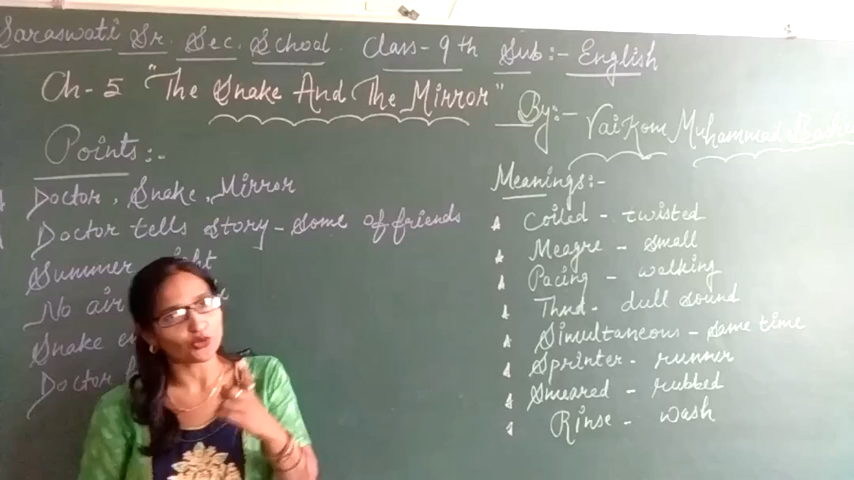 Saraswati Sr. Sec. School. Class - 9th Sub:- English
Ch - 5 "The Snake And The Mirror"
By:- Vaikom Muhammad
Points:-
Doctor, Snake, Mirror
Doctor tells story - some of friends
Summer
No air
Snake
Doctor
Meanings:-
Coiled - twisted
Meagre - small
Pacing - walking
Thud - dull sound
Simultaneous - same time
Sprinter - runner
Smeared - rubbed
Rinse - wash